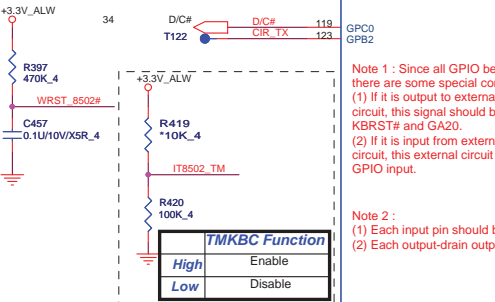 +3.3V_ALW
34
D/C#
D/C#
119
GPC0
T122
CIR_TX
123
GPB2
R397
470K_4
WRST_8502#
C457
0.1U/10V//X5R_4
+3.3V_ALW
R419
*10K_4
IT8502_TM
R420
100K_4
TMKBC Function
High Enable
Low Disable
Note 1 : Since all GPIO be
there are some special co
(1) If it is output to externa
circuit, this signal should b
KBRST# and GA20.
(2) If it is input from extern
circuit, this external circuit
GPIO input.
Note 2 :
(1) Each input pin should b
(2) Each output-drain outp